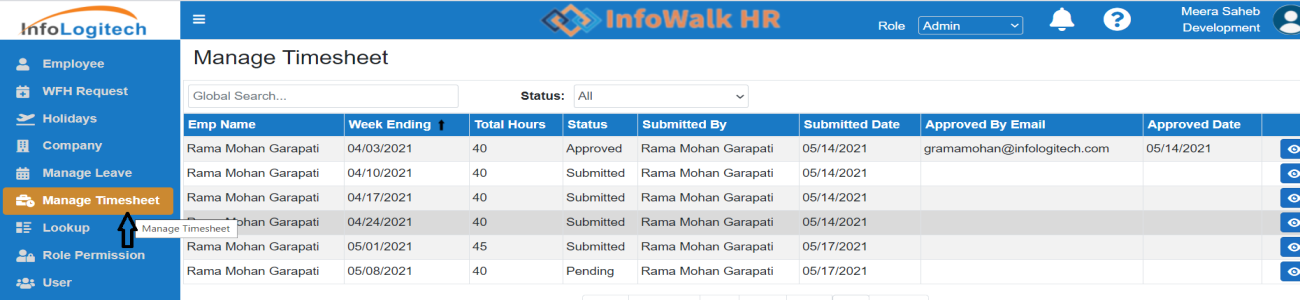 InfoLogitech
InfoWalk HR
Role Admin
?
Meera Saheb
Development
Employee
WFH Request
Holidays
Company
Manage Leave
Manage Timesheet
Lookup
Role Permission
User
Manage Timesheet
Manage Timesheet
Global Search... Status: All
Emp Name Week Ending Total Hours Status Submitted By Submitted Date Approved By Email Approved Date
Rama Mohan Garapati 04/03/2021 40 Approved Rama Mohan Garapati 05/14/2021 gramamohan@infologitech.com 05/14/2021
Rama Mohan Garapati 04/10/2021 40 Submitted Rama Mohan Garapati 05/14/2021
Rama Mohan Garapati 04/17/2021 40 Submitted Rama Mohan Garapati 05/14/2021
Emp Mohan Garapati 04/24/2021 40 Submitted Rama Mohan Garapati 05/14/2021
Rama Mohan Garapati 05/01/2021 45 Submitted Rama Mohan Garapati 05/17/2021
Rama Mohan Garapati 05/08/2021 40 Pending Rama Mohan Garapati 05/17/2021